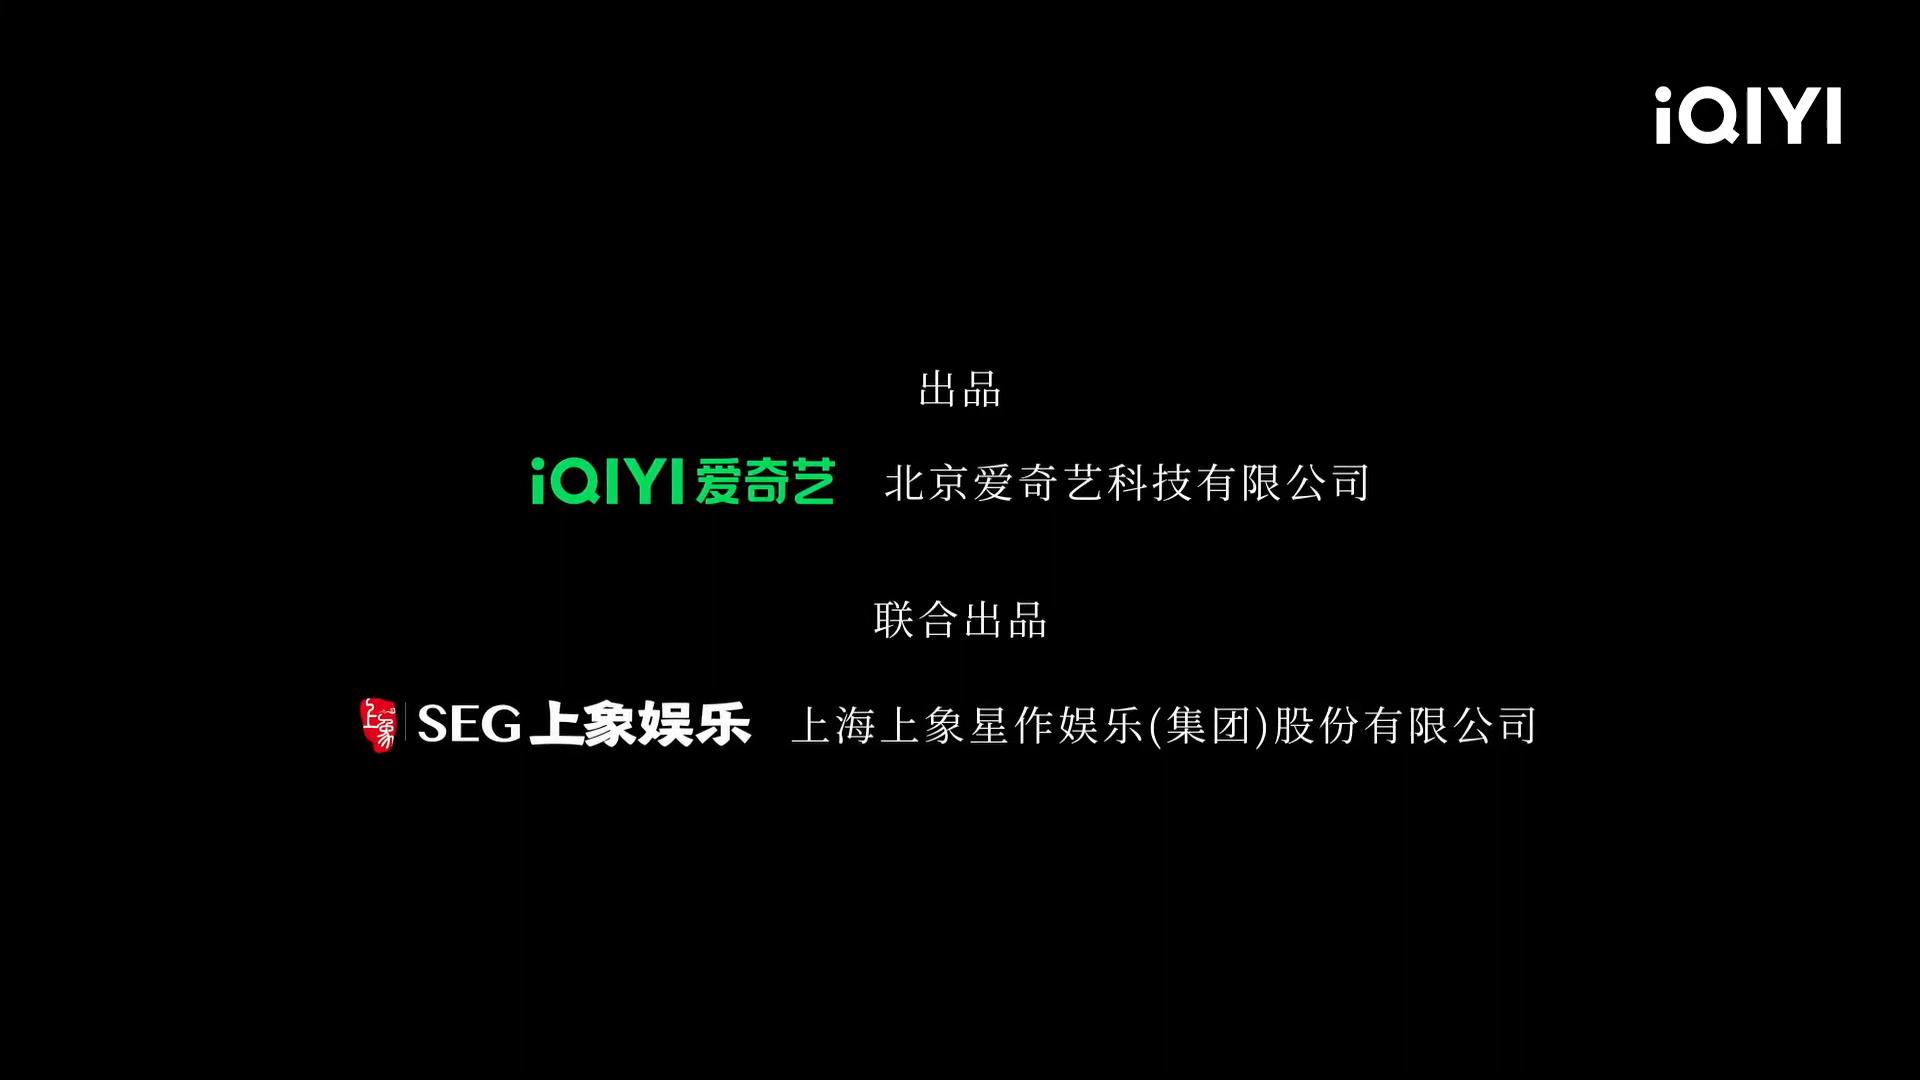 iQIYI
出品
iQIYI 爱奇艺 北京爱奇艺科技有限公司
联合出品
上象 SEG 上象娱乐 上海上象星作娱乐(集团)股份有限公司